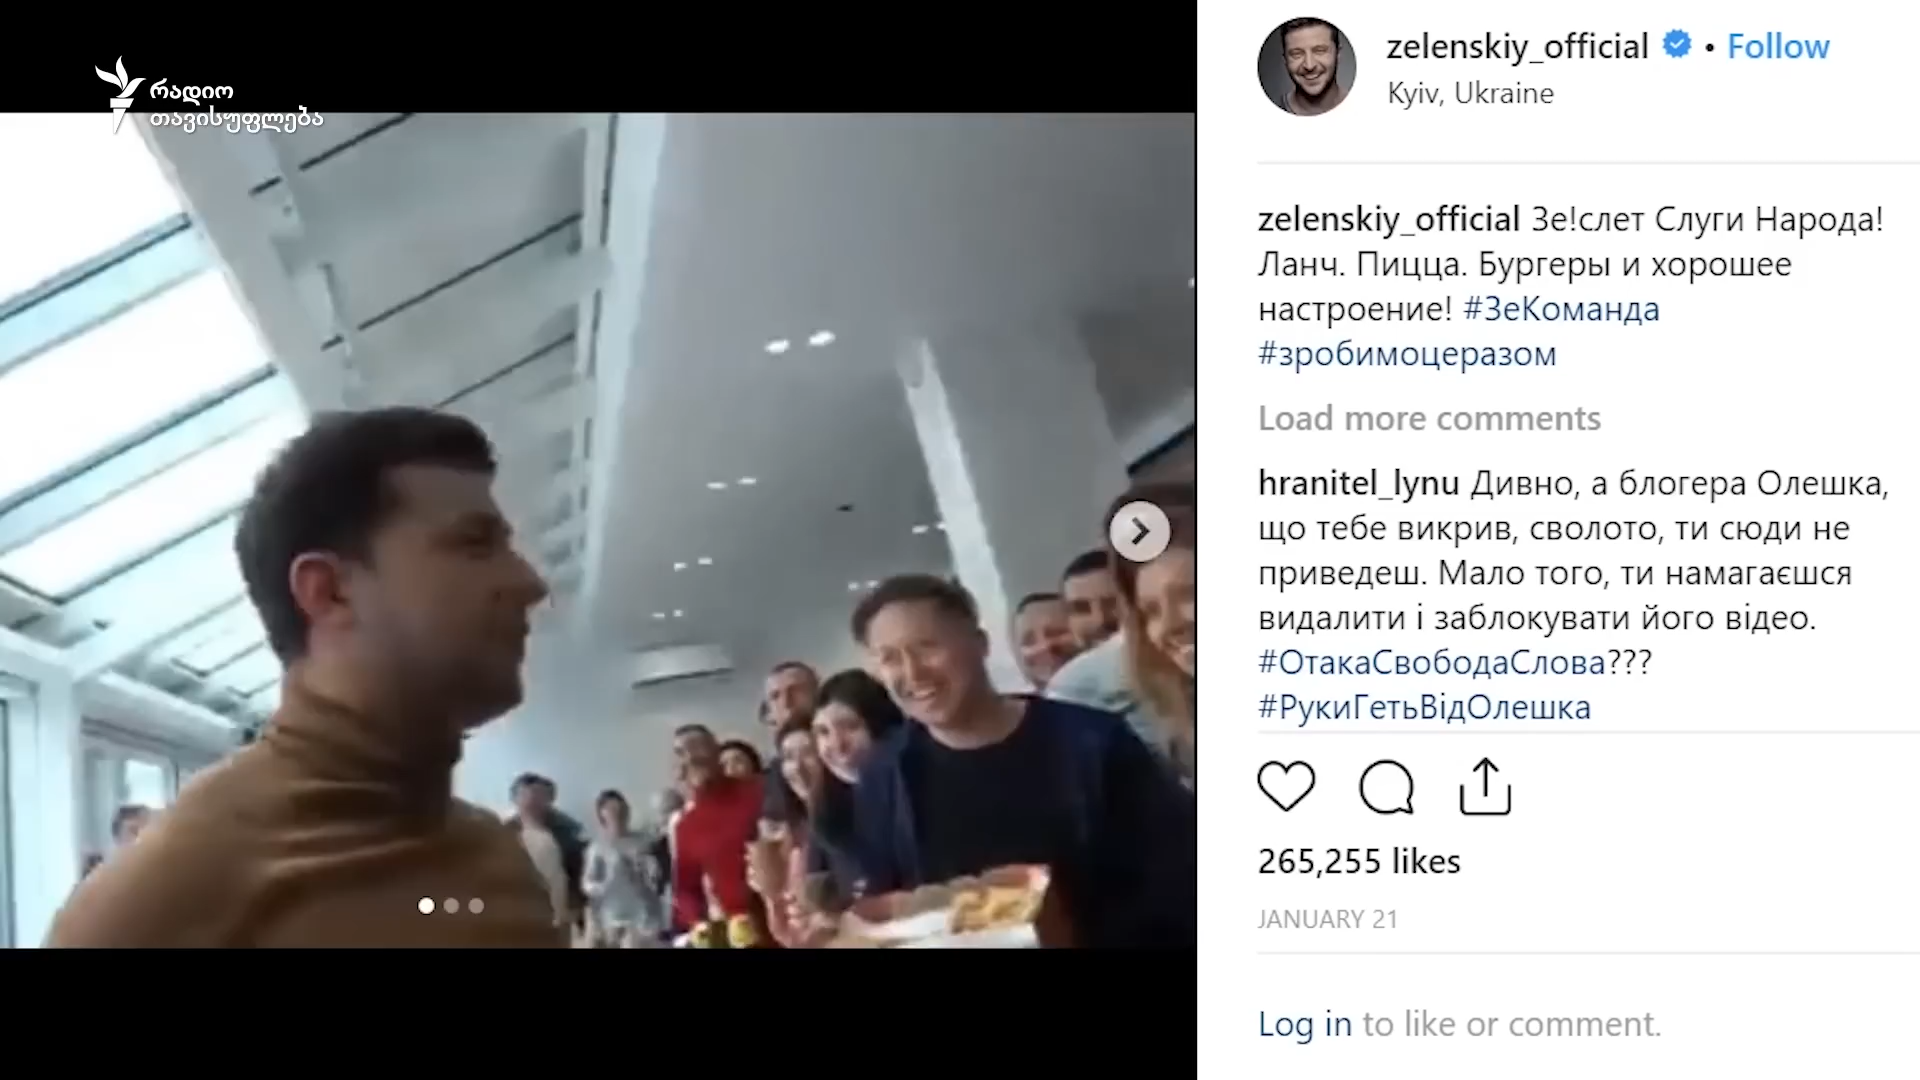 რადიო
თავისუფლება
zelenskiy_official • Follow
Kyiv, Ukraine
zelenskiy_official Зе!слет Слуги Народа!
Ланч. Пицца. Бургеры и хорошее
настроение! #ЗеКоманда
#зробимоцеразом
Load more comments
hranitel_lynu Дивно, а блогера Олешка,
що тебе викрив, сволото, ти сюди не
приведеш. Мало того, ти намагаєшся
видалити і заблокувати його відео.
#ОтакаСвободаСлова???
#РукиГетьВідОлешка
265,255 likes
JANUARY 21
Log in to like or comment.